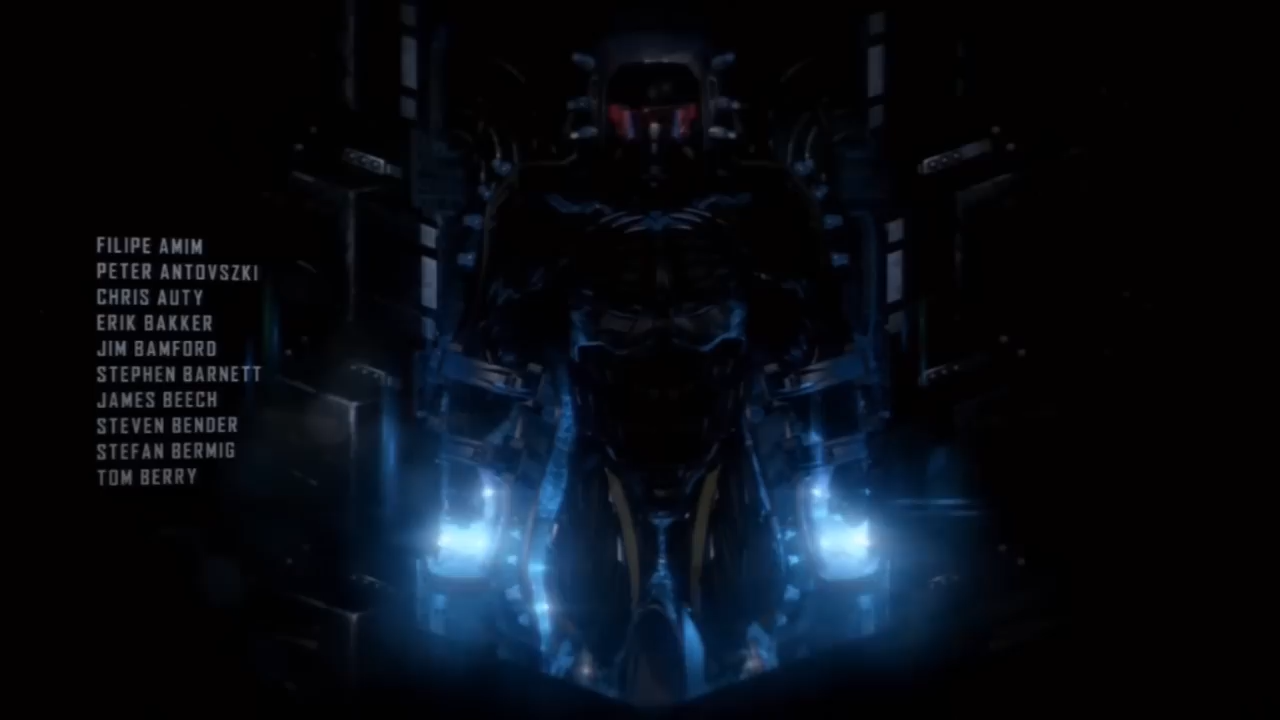 FILIPE AMIM
PETER ANTOVSZKI
CHRIS AUTY
ERIK BAKKER
JIM BAMFORD
STEPHEN BARNETT
JAMES BEECH
STEVEN BENDER
STEFAN BERMIG
TOM BERRY